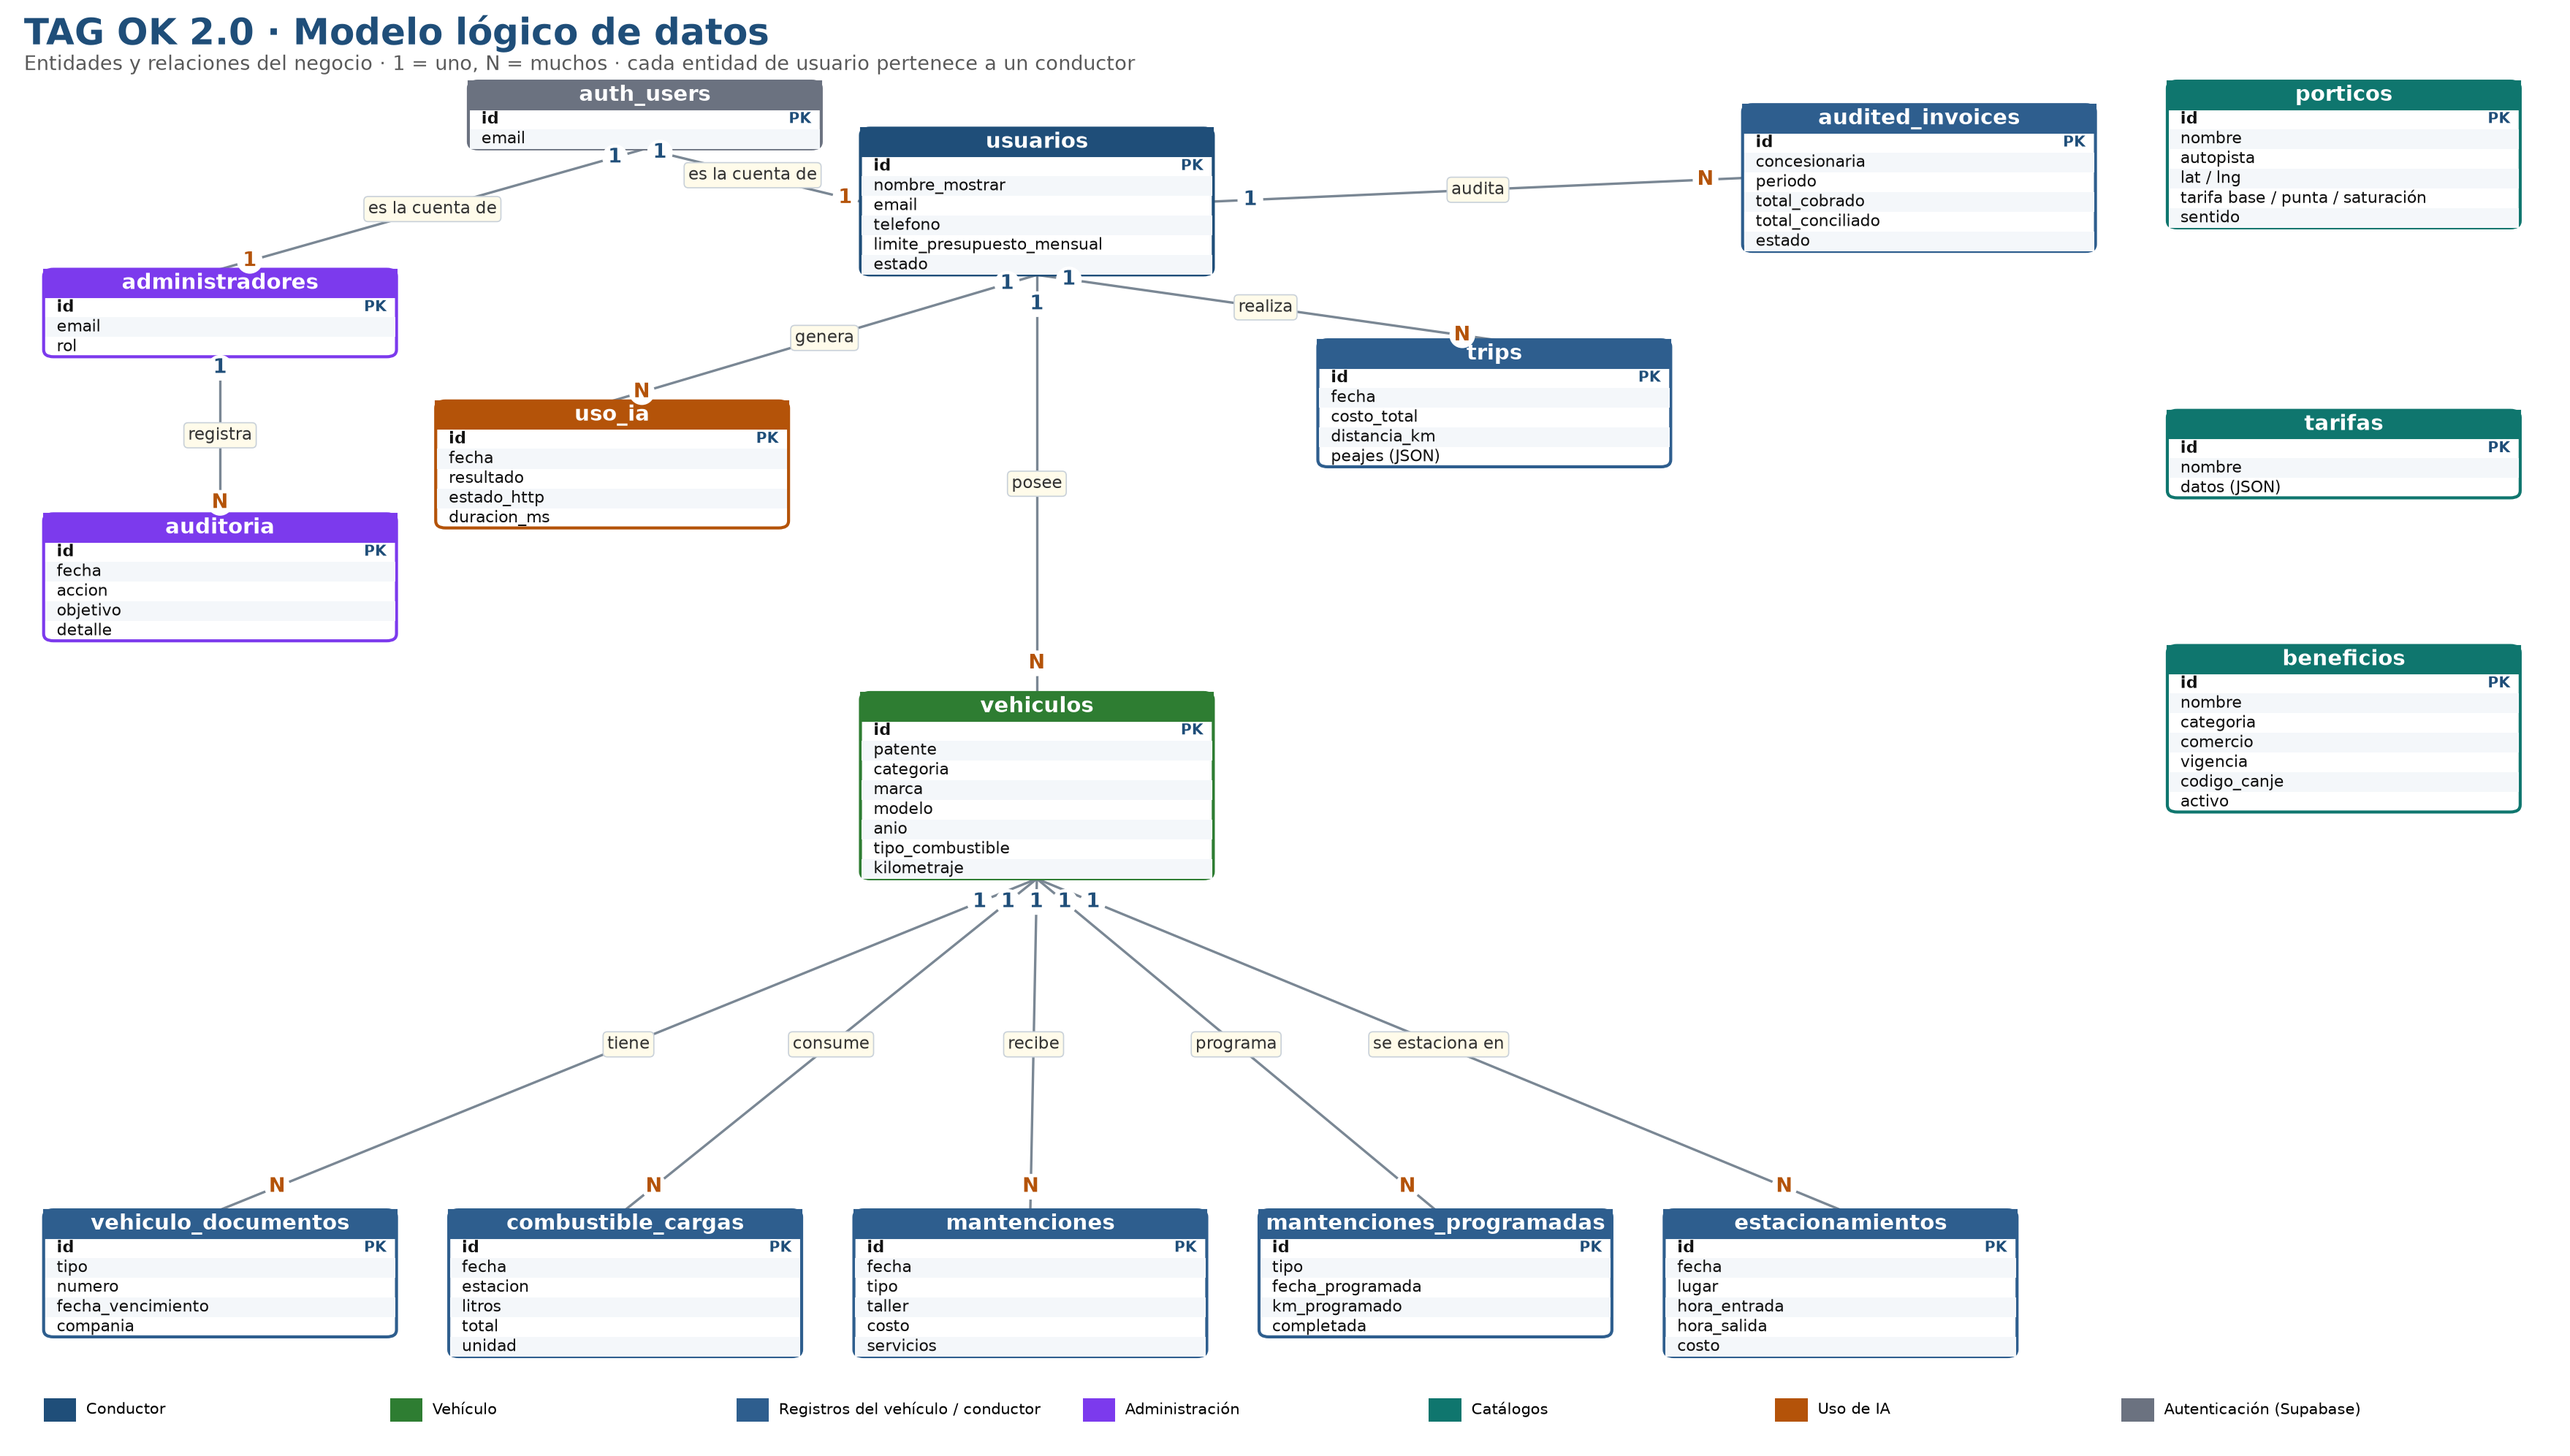 TAG OK 2.0 · Modelo lógico de datos
Entidades y relaciones del negocio · 1 = uno, N = muchos · cada entidad de usuario pertenece a un conductor
auth_users
id PK
email
1
1
es la cuenta de
es la cuenta de
1
1
usuarios
id PK
nombre_mostrar
email
telefono
limite_presupuesto_mensual
estado
1
audita
N
audited_invoices
id PK
concesionaria
periodo
total_cobrado
total_conciliado
estado
porticos
id PK
nombre
autopista
lat / lng
tarifa base / punta / saturación
sentido
administradores
id PK
email
rol
1
registra
N
auditoria
id PK
fecha
accion
objetivo
detalle
1
1
1
genera
N
uso_ia
id PK
fecha
resultado
estado_http
duracion_ms
realiza
N
trips
id PK
fecha
costo_total
distancia_km
peajes (JSON)
tarifas
id PK
nombre
datos (JSON)
posee
N
beneficios
id PK
nombre
categoria
comercio
vigencia
codigo_canje
activo
vehiculos
id PK
patente
categoria
marca
modelo
anio
tipo_combustible
kilometraje
1 1 1 1 1
tiene
consume
recibe
programa
se estaciona en
N
N
N
N
N
vehiculo_documentos
id PK
tipo
numero
fecha_vencimiento
compania
combustible_cargas
id PK
fecha
estacion
litros
total
unidad
mantenciones
id PK
fecha
tipo
taller
costo
servicios
mantenciones_programadas
id PK
tipo
fecha_programada
km_programado
completada
estacionamientos
id PK
fecha
lugar
hora_entrada
hora_salida
costo
Conductor
Vehículo
Registros del vehículo / conductor
Administración
Catálogos
Uso de IA
Autenticación (Supabase)